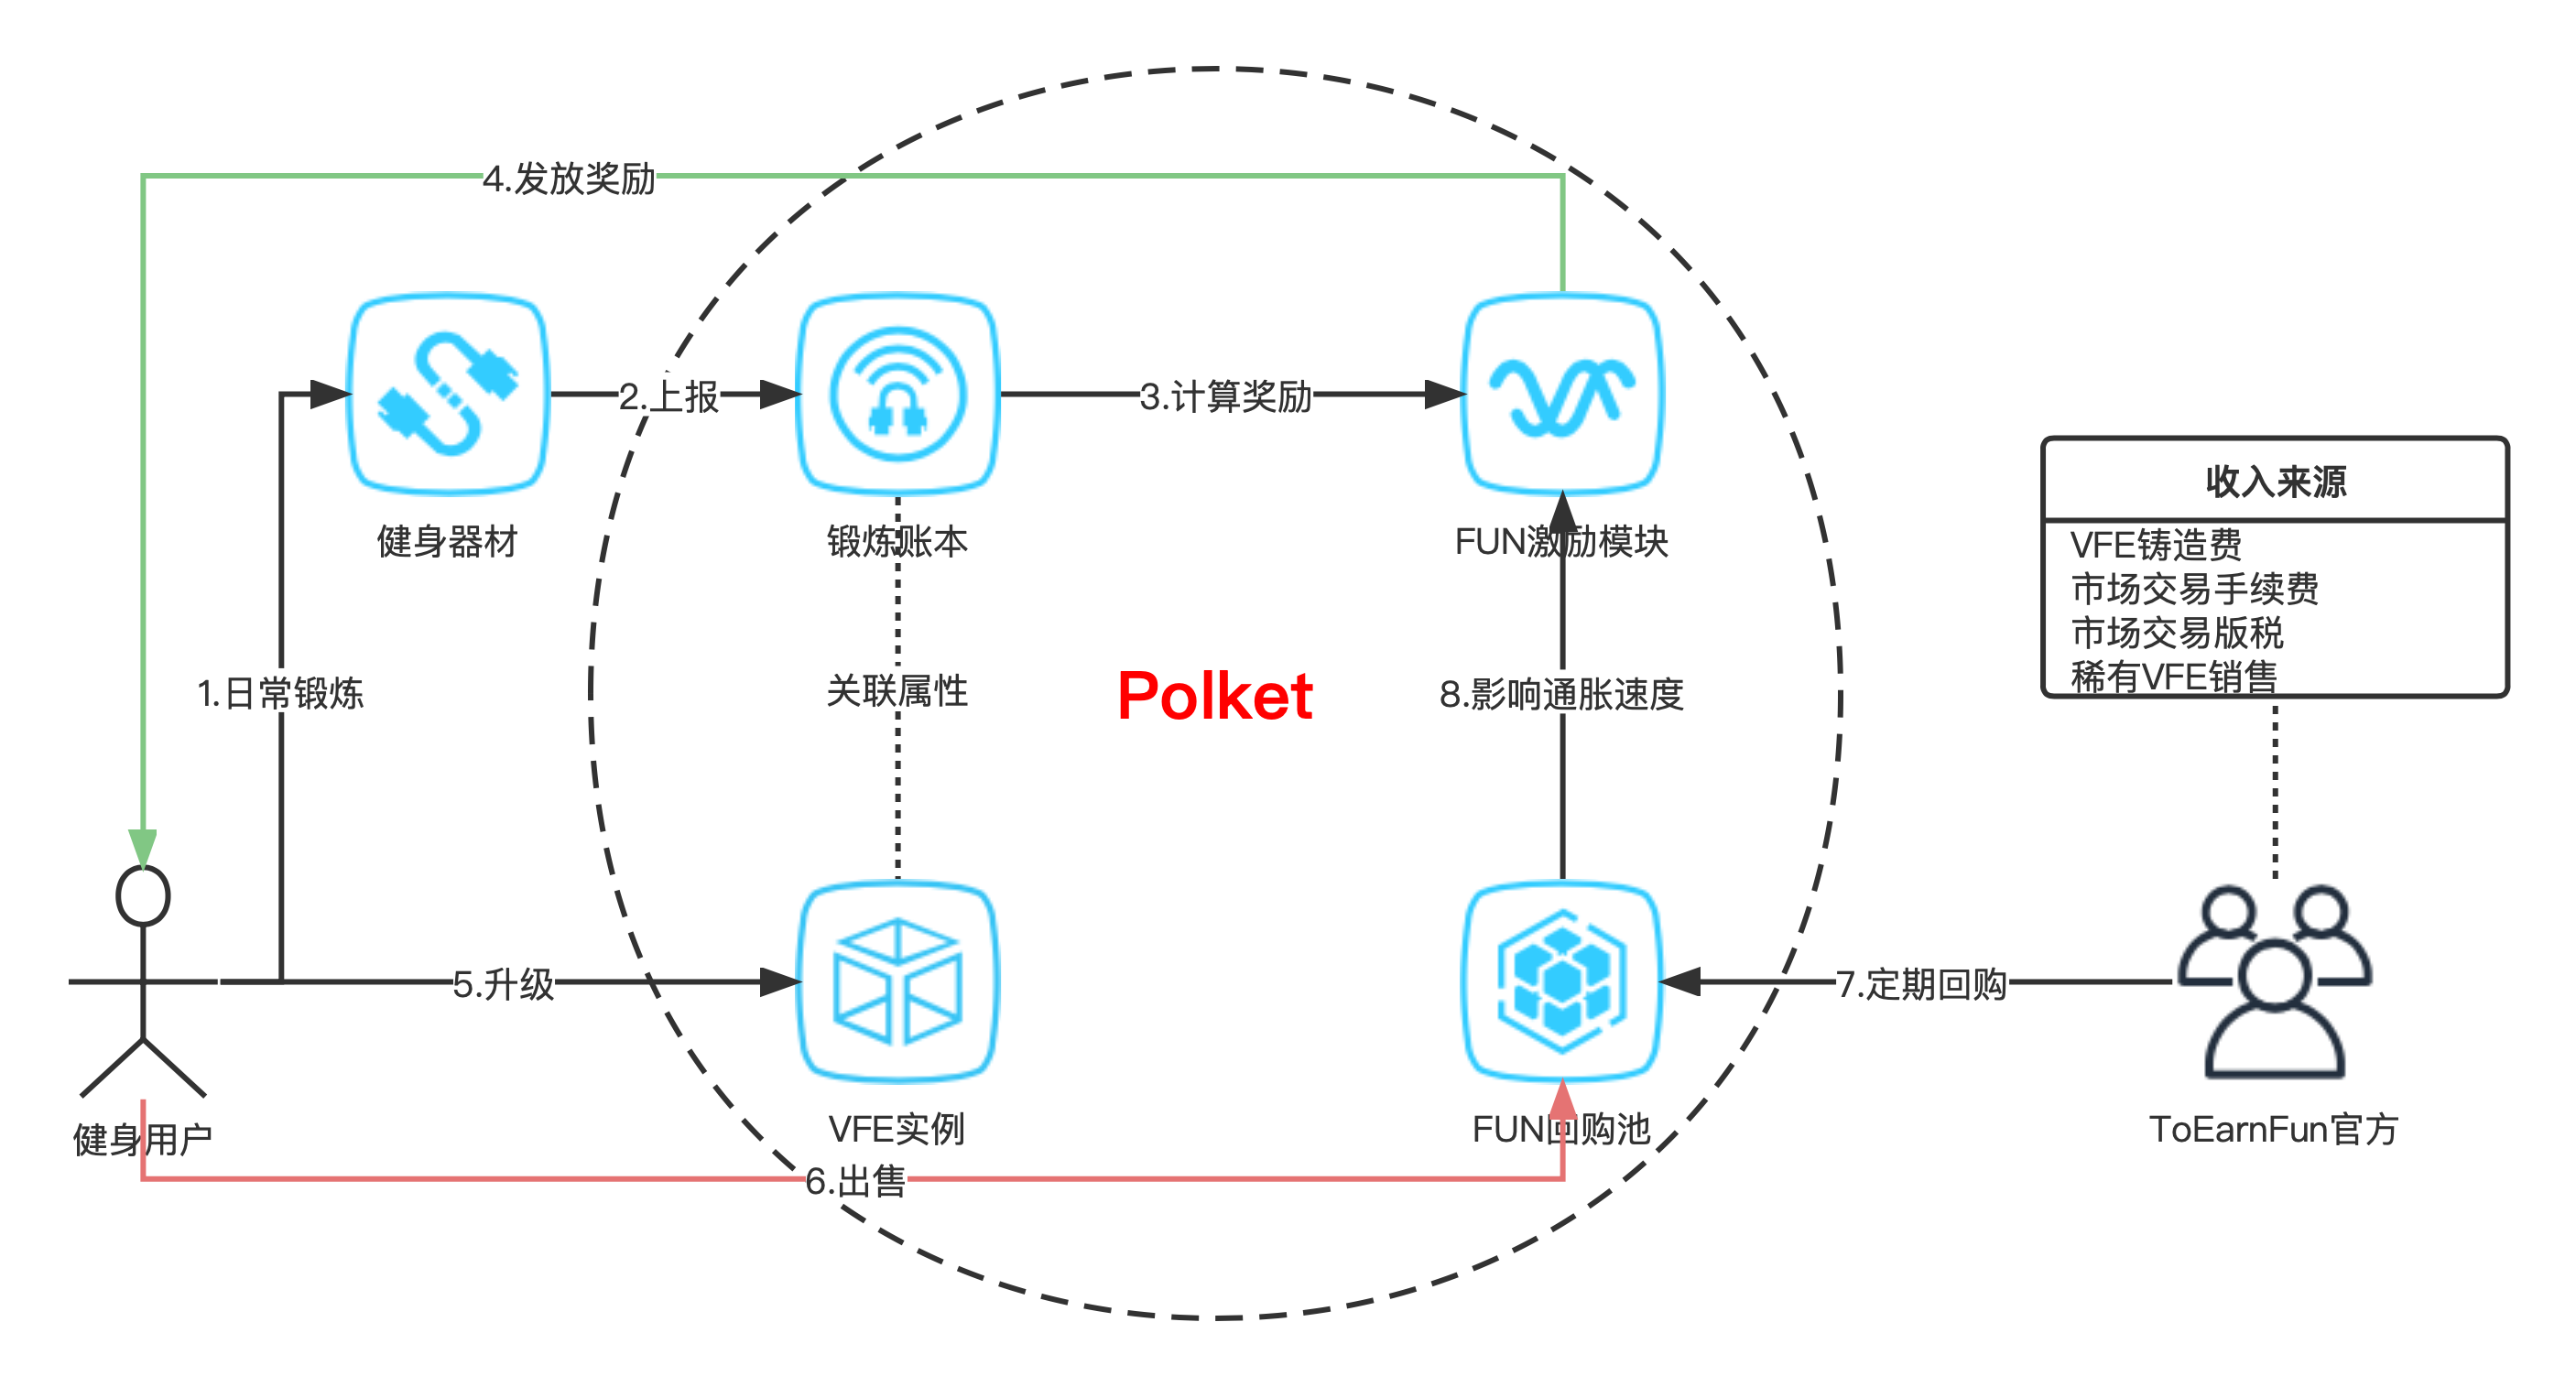 4.发放奖励
2.上报
3.计算奖励
健身器材
锻炼账本
FUN激励模块
收入来源
VFE铸造费
市场交易手续费
市场交易版税
稀有VFE销售
1.日常锻炼
关联属性
Polket
8.影响通胀速度
5.升级
7.定期回购
健身用户
VFE实例
FUN回购池
ToEarnFun官方
6.出售